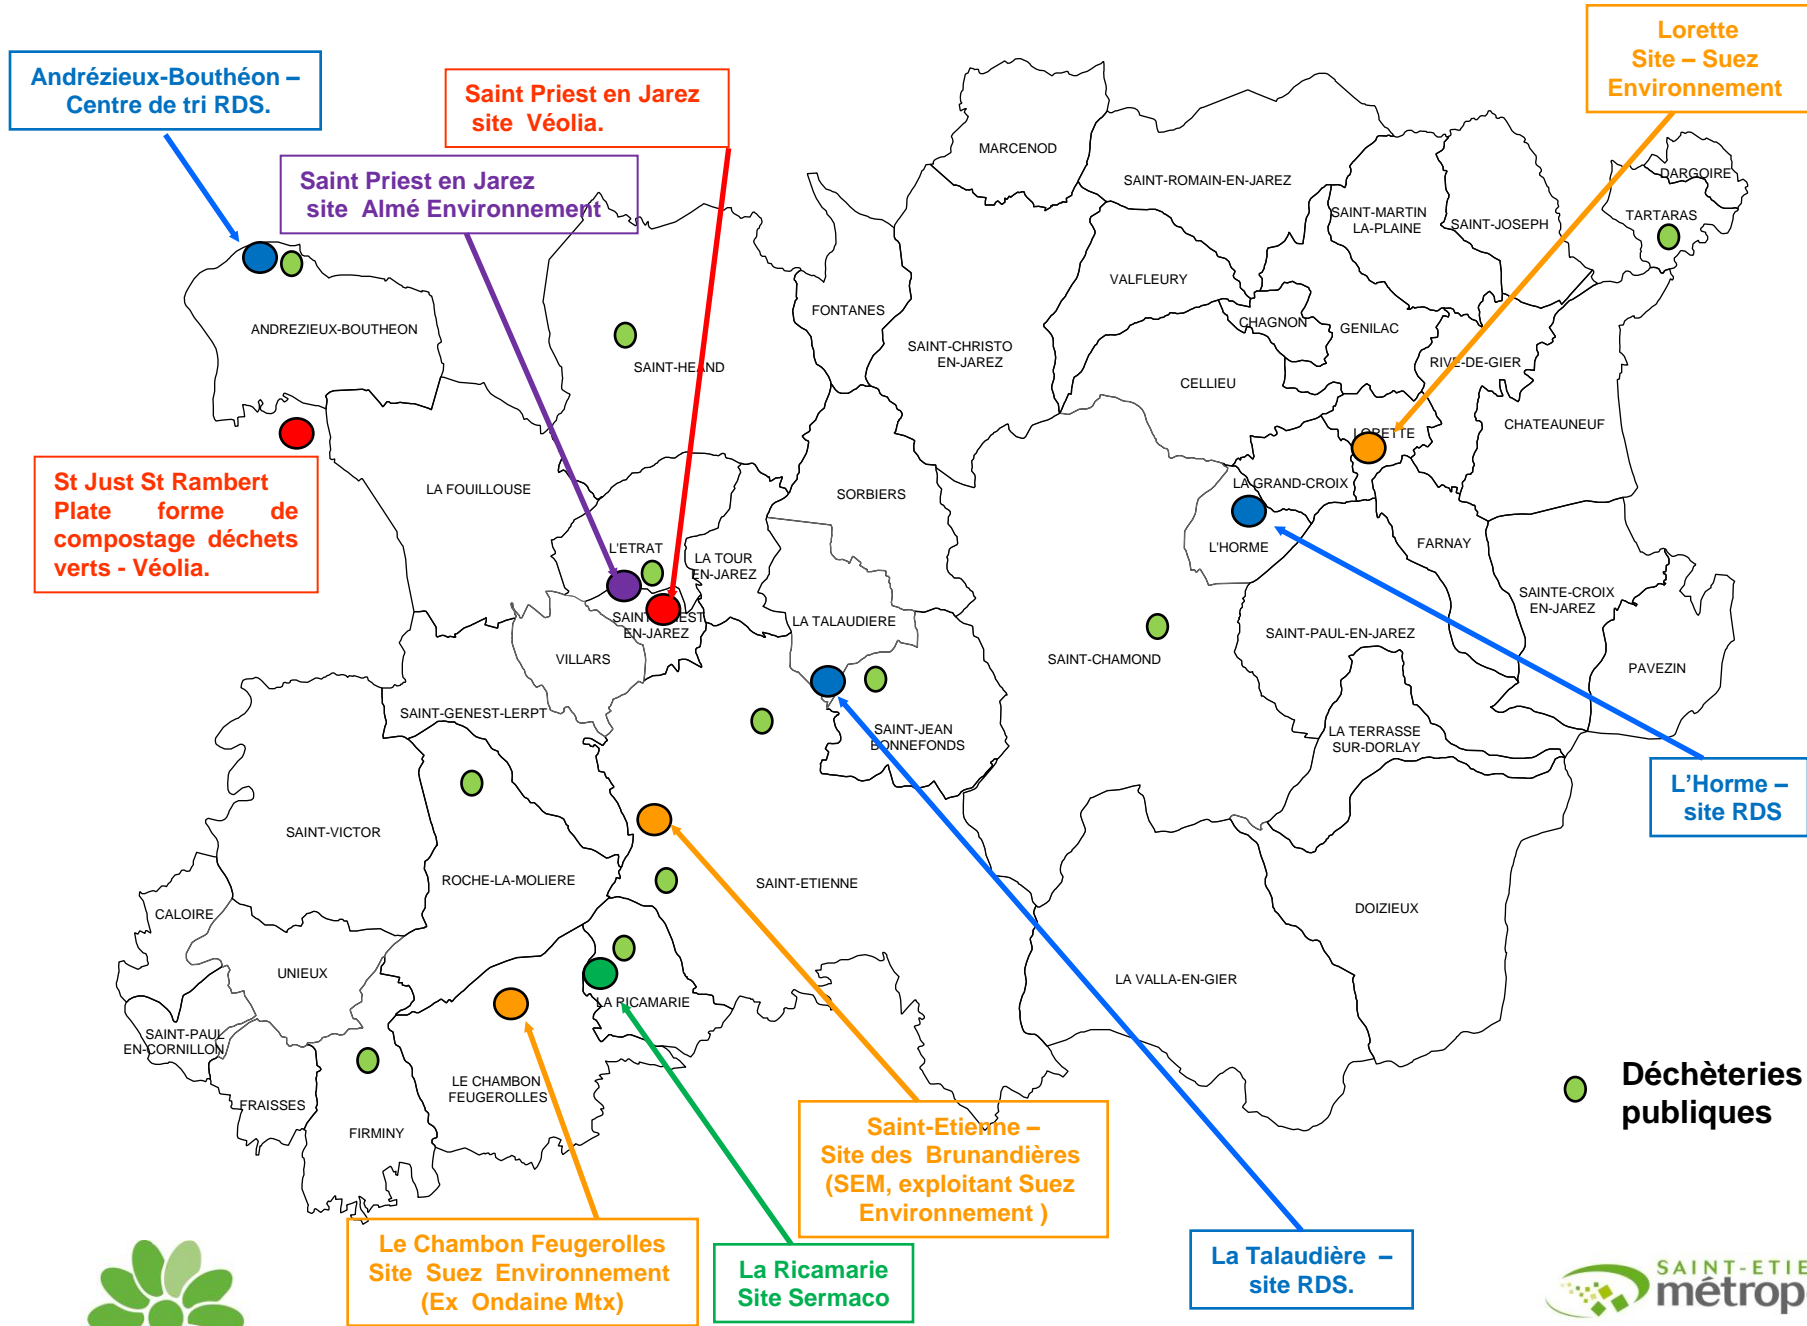 Lorette
Site – Suez
Environnement
Andrézieux-Bouthéon –
Centre de tri RDS.
Saint Priest en Jarez
site Véolia.
Saint Priest en Jarez
site Almé Environnement
MARCENOD
SAINT-ROMAIN-EN-JAREZ
DARGOIRE
TARTARAS
SAINT-MARTIN
LA-PLAINE
SAINT-JOSEPH
VALFLEURY
FONTANES
CHAGNON
GENILAC
ANDREZIEUX-BOUTHEON
SAINT-CHRISTO
EN-JAREZ
RIVE-DE-GIER
SAINT-HEAND
CELLIEU
CHATEAUNEUF
LORETTE
St Just St Rambert
Plate forme de
compostage déchets
verts - Véolia.
LA FOUILLOUSE
SORBIERS
LA GRAND-CROIX
L'ETRAT
LA TOUR
EN-JAREZ
L'HORME
FARNAY
SAINTE-CROIX
EN-JAREZ
EN-JAREZ
LA TALAUDIERE
SAINT-PAUL-EN-JAREZ
VILLARS
SAINT-CHAMOND
PAVEZIN
SAINT-GENEST-LERPT
SAINT-JEAN
BONNEFONDS
LA TERRASSE
SUR-DORLAY
L’Horme –
site RDS
SAINT-VICTOR
ROCHE-LA-MOLIERE
SAINT-ETIENNE
CALOIRE
DOIZIEUX
UNIEUX
LA VALLA-EN-GIER
LA RICAMARIE
SAINT-PAUL
EN-CORNILLON
LE CHAMBON
FEUGEROLLES
FRAISSES
FIRMINY
Déchèteries
publiques
Saint-Etienne –
Site des Brunandières
(SEM, exploitant Suez
Environnement )
Le Chambon Feugerolles
Site Suez Environnement
(Ex Ondaine Mtx)
La Ricamarie
Site Sermaco
La Talaudière –
site RDS.
SAINT-ETIE
métrop